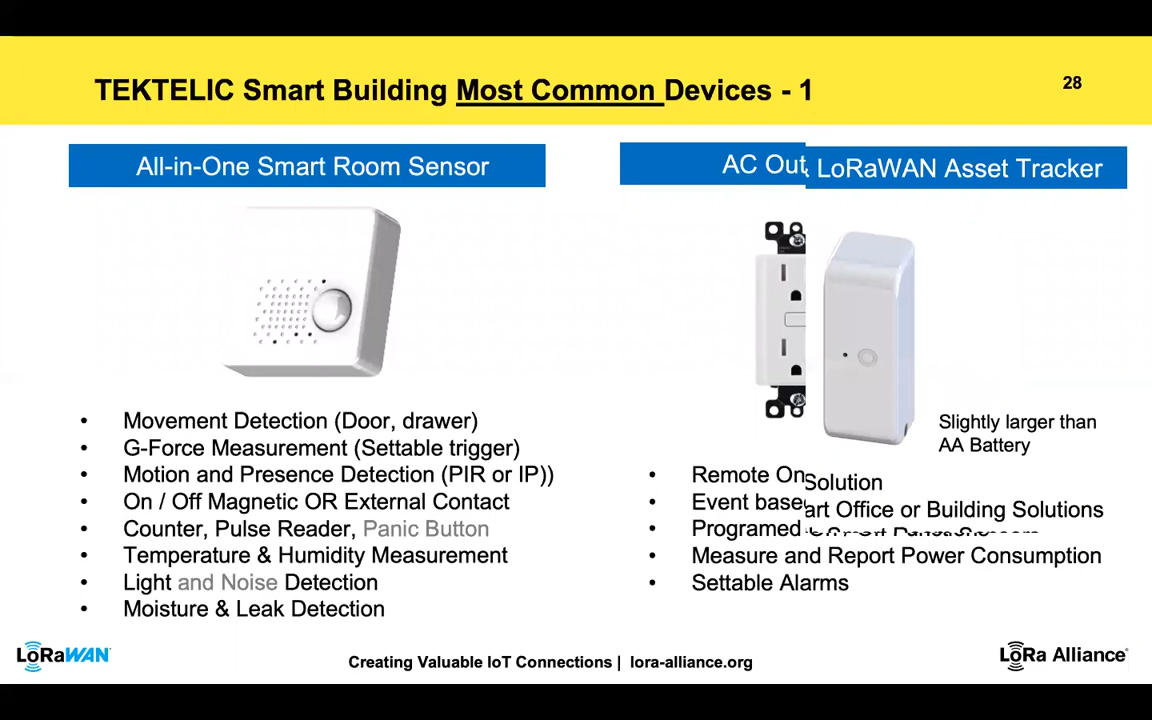 TEKTELIC Smart Building Most Common Devices - 1
28
All-in-One Smart Room Sensor
AC Out
LoRaWAN Asset Tracker
Slightly larger than
AA Battery
• Movement Detection (Door, drawer)
• G-Force Measurement (Settable trigger)
• Motion and Presence Detection (PIR or IP))
• On / Off Magnetic OR External Contact
• Counter, Pulse Reader, Panic Button
• Temperature & Humidity Measurement
• Light and Noise Detection
• Moisture & Leak Detection
• Remote On
Solution
• Event base
art Office or Building Solutions
• Programed
• Measure and Report Power Consumption
• Settable Alarms
LoRaWAN
Creating Valuable IoT Connections | lora-alliance.org
LoRa Alliance®